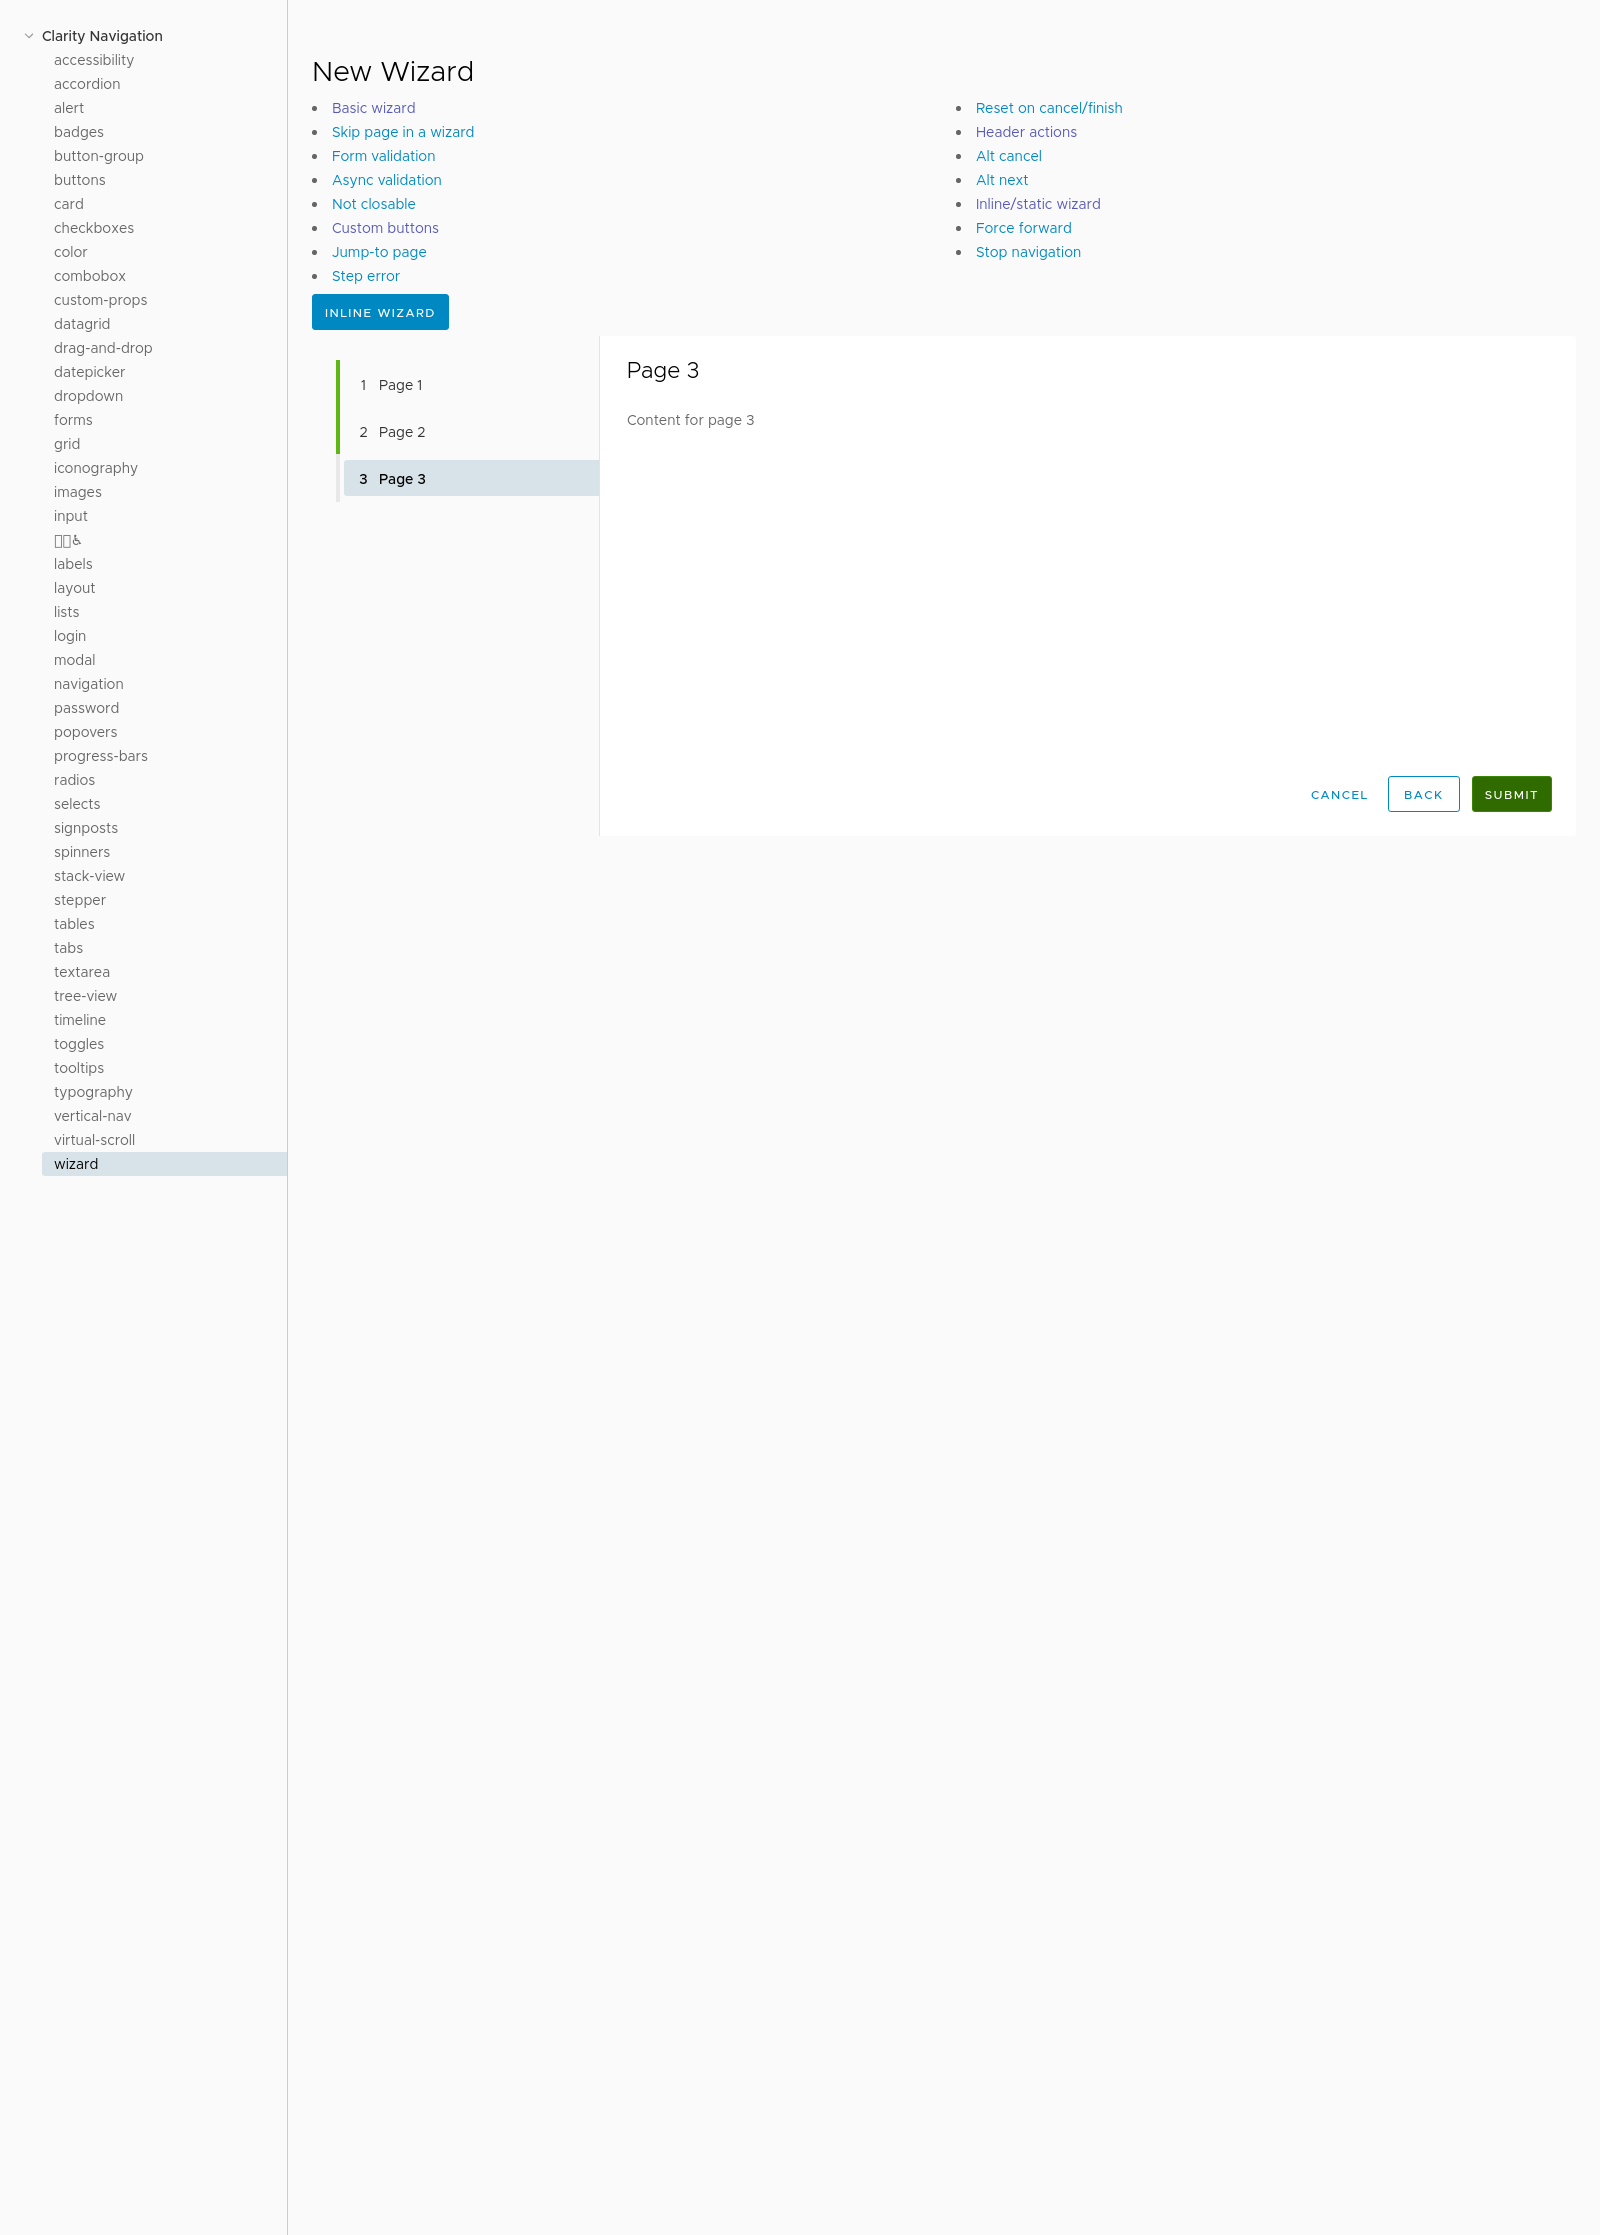 Clarity Navigation
accessibility
accordion
alert
badges
button-group
buttons
card
checkboxes
color
combobox
custom-props
datagrid
drag-and-drop
datepicker
dropdown
forms
grid
iconography
images
input
♿
labels
layout
lists
login
modal
navigation
password
popovers
progress-bars
radios
selects
signposts
spinners
stack-view
stepper
tables
tabs
textarea
tree-view
timeline
toggles
tooltips
typography
vertical-nav
virtual-scroll
wizard
New Wizard
Basic wizard
Skip page in a wizard
Form validation
Async validation
Not closable
Custom buttons
Jump-to page
Step error
Reset on cancel/finish
Header actions
Alt cancel
Alt next
Inline/static wizard
Force forward
Stop navigation
INLINE WIZARD
1 Page 1
2 Page 2
3 Page 3
Page 3
Content for page 3
CANCEL
BACK
SUBMIT